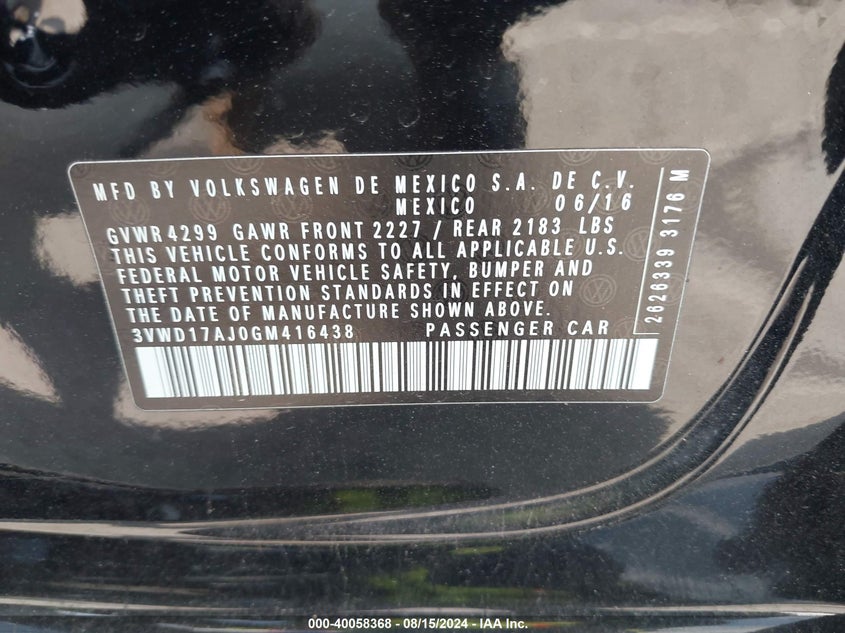 MFD BY VOLKSWAGEN DE MEXICO S.A. DE C.V.
MEXICO 06/16
GVWR 4299 GAWR FRONT 2227 / REAR 2183 LBS
THIS VEHICLE CONFORMS TO ALL APPLICABLE U.S.
FEDERAL MOTOR VEHICLE SAFETY, BUMPER AND
THEFT PREVENTION STANDARDS IN EFFECT ON
THE DATE OF MANUFACTURE SHOWN ABOVE.
3VWD17AJ0GM416438 PASSENGER CAR
2626339 3176 M
000-40058368 - 08/15/2024 - IAA Inc.